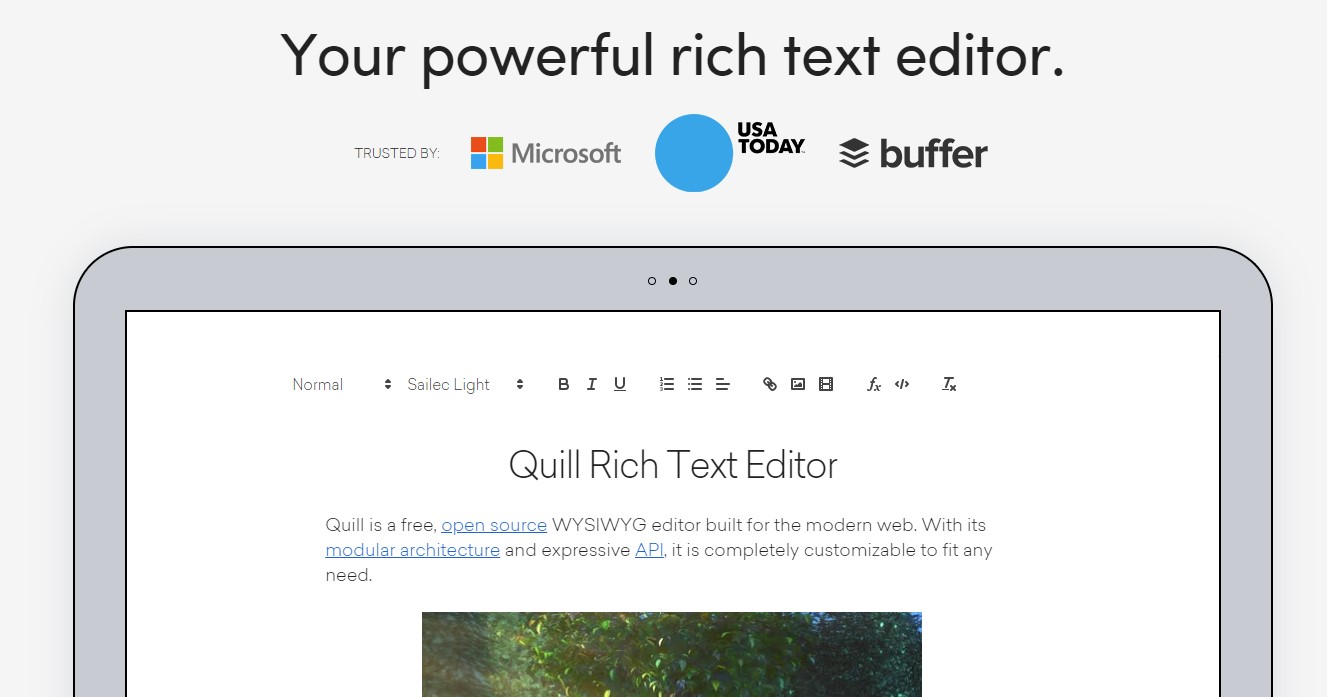 Your powerful rich text editor.
TRUSTED BY:
Microsoft
USA
TODAY
buffer
Normal
Sailec Light
Quill Rich Text Editor
Quill is a free, open source WYSIWYG editor built for the modern web. With its
modular architecture and expressive API, it is completely customizable to fit any
need.